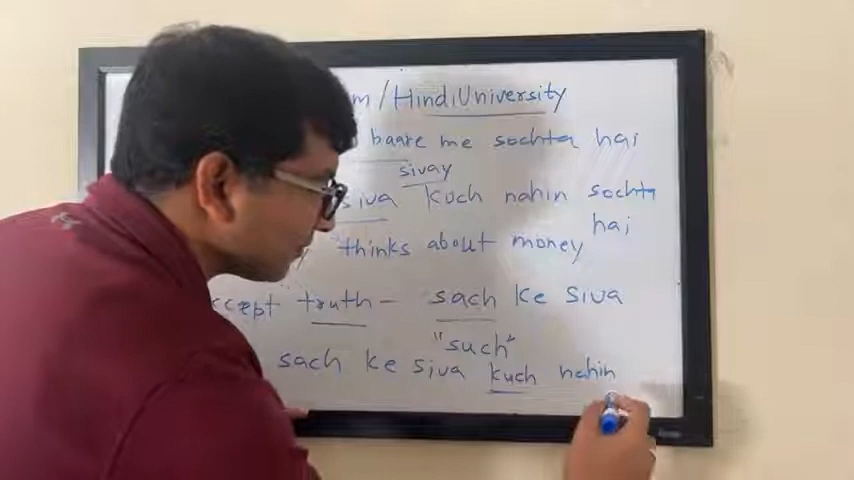 m/HindiUniversity
baare me sochta hai
sivay
siva kuch nahin sochta
hai
thinks about money
ccept truth - sach ke siva
"such"
sach ke siva kuch nahin